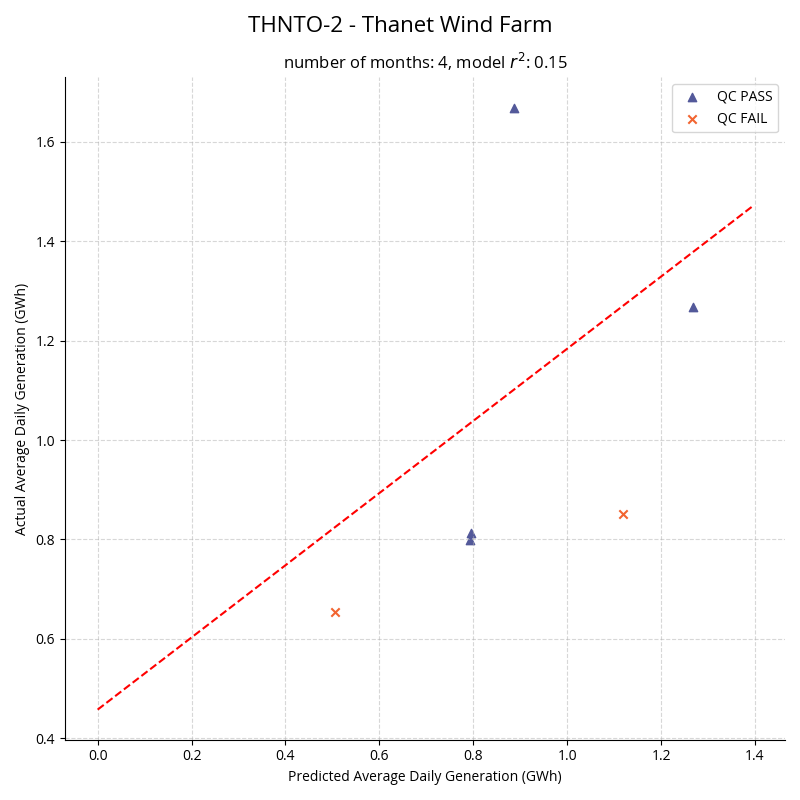 THNTO-2 - Thanet Wind Farm
number of months: 4, model r²: 0.15
QC PASS
QC FAIL
1.6
1.4
1.2
1.0
0.8
0.6
0.4
Actual Average Daily Generation (GWh)
0.0 0.2 0.4 0.6 0.8 1.0 1.2 1.4
Predicted Average Daily Generation (GWh)